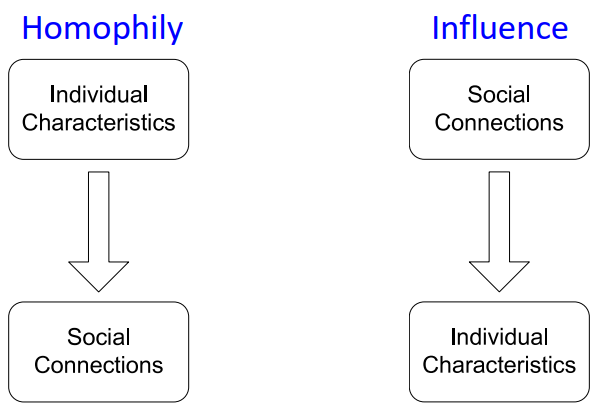 Homophily
Individual
Characteristics
Social
Connections
Influence
Social
Connections
Individual
Characteristics